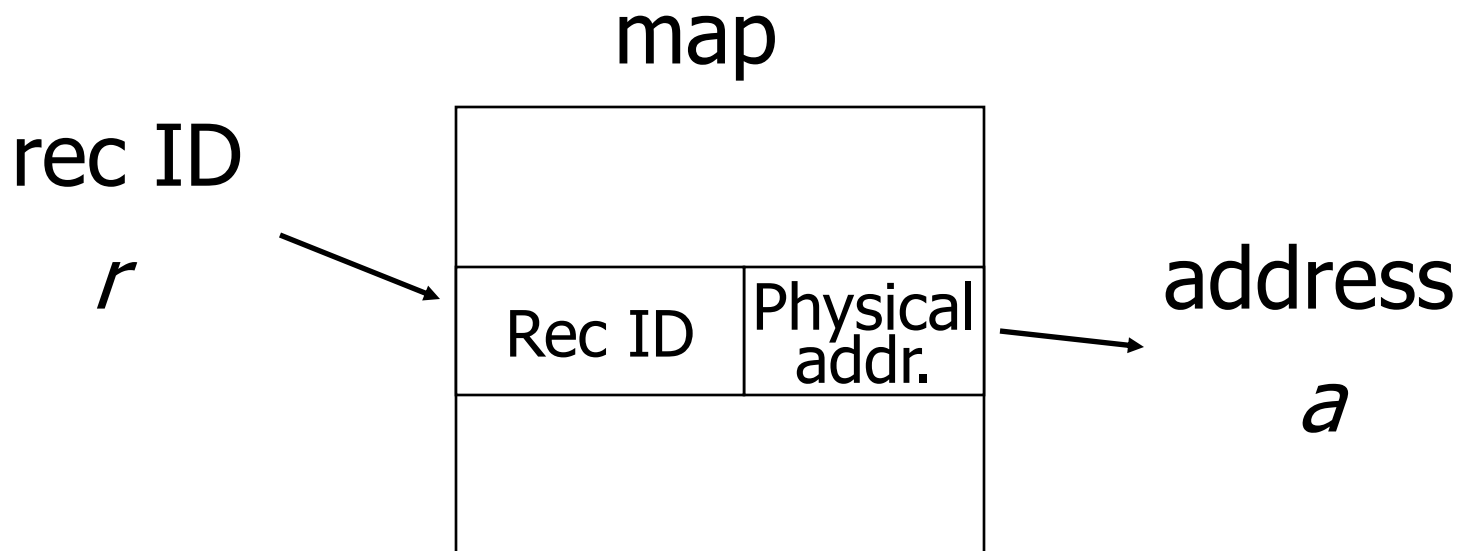 map
rec ID
r
Rec ID
Physical
addr.
address
a